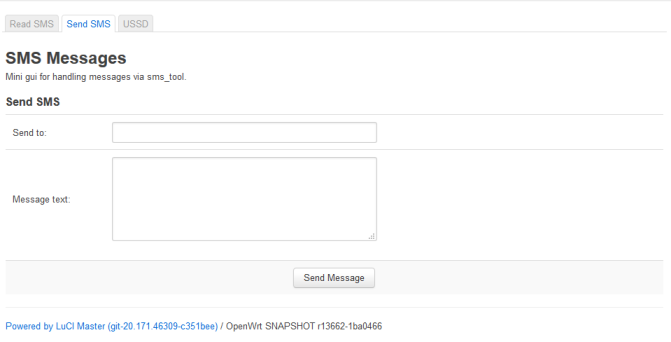 Read SMS Send SMS USSD
SMS Messages
Mini gui for handling messages via sms_tool.
Send SMS
Send to:
Message text:
Send Message
Powered by LuCI Master (git-20.171.46309-c351bee) / OpenWrt SNAPSHOT r13662-1ba0466